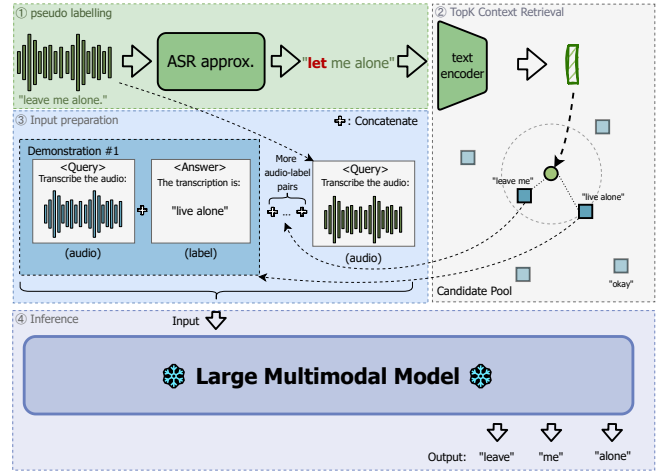 ① pseudo labelling
"leave me alone."
ASR approx.
"let me alone"
② TopK Context Retrieval
text
encoder
"leave me"
"live alone"
"okay"
Candidate Pool
③ Input preparation
: Concatenate
Demonstration #1
<Query>
Transcribe the audio:
(audio)
<Answer>
The transcription is:
"live alone"
(label)
More
audio-label
pairs
...
<Query>
Transcribe the audio:
(audio)
④ Inference
Input
Large Multimodal Model
Output: "leave" "me" "alone"